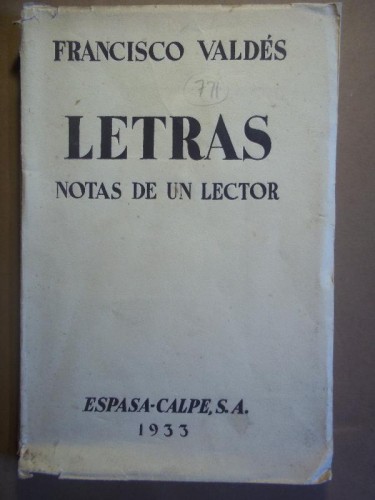 FRANCISCO VALDÉS
771
LETRAS
NOTAS DE UN LECTOR
ESPASA-CALPE, S. A.
1933